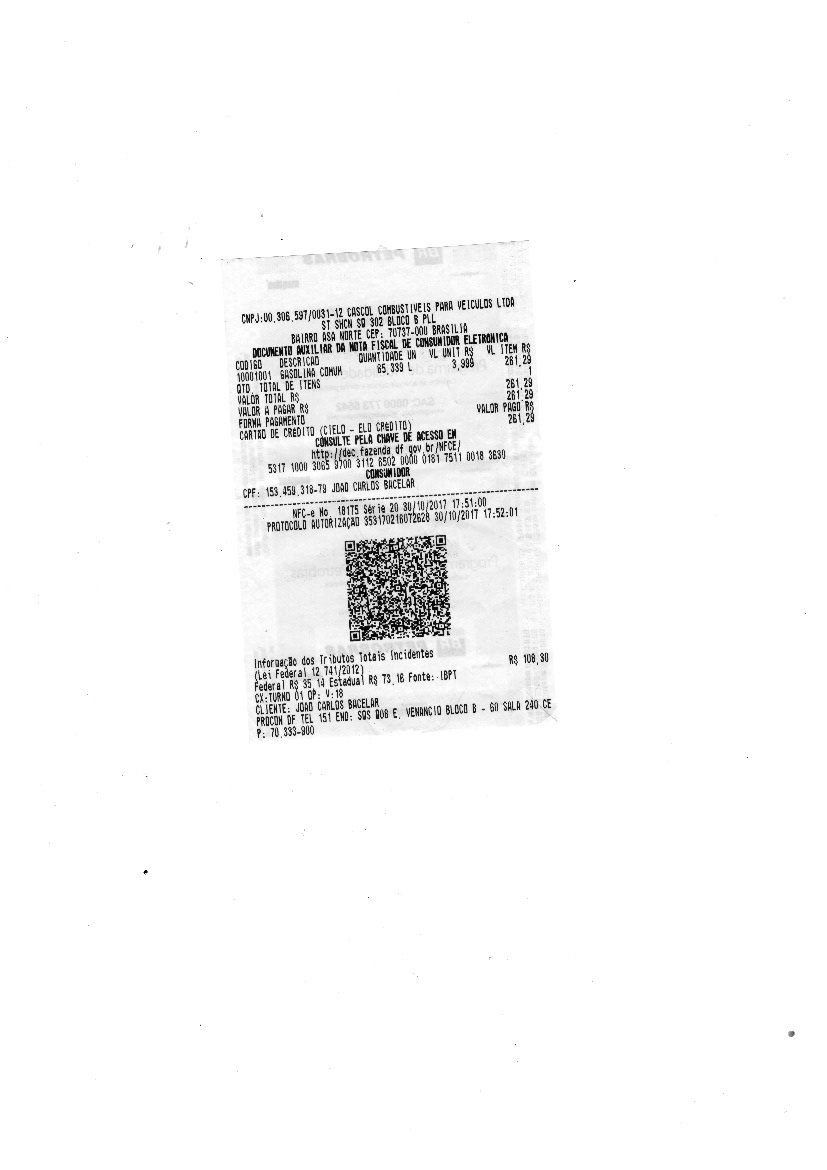 CNPJ:00.306.597/0031-12 CASCOL COMBUSTIVEIS PARA VEICULOS LTDA
ST SHCN SQ 302 BLOCO B PLL
BAIRRO ASA NORTE CEP: 70737-000 BRASILIA
DOCUMENTO AUXILIAR DA NOTA FISCAL DE CONSUMIDOR ELETRONICA
CODIGO DESCRICAO QUANTIDADE UN VL UNIT R$ VL ITEM R$
10001001 GASOLINA COMUM 65,339 L 3,999 261,29
QTD. TOTAL DE ITENS 1
VALOR TOTAL R$ 261,29
VALOR A PAGAR R$ 261,29
FORMA PAGAMENTO VALOR PAGO R$
CARTAO DE CREDITO (CIELO - ELO CREDITO) 261,29
CONSULTE PELA CHAVE DE ACESSO EM
http://dec.fazenda.df.gov.br/NFCE/
5317 1000 3065 9700 3112 6502 0000 0181 7511 0018 3630
CONSUMIDOR
CPF: 153.459.318-79 JOAO CARLOS BACELAR
NFC-e No. 18175 Série 20 30/10/2017 17:51:00
PROTOCOLO AUTORIZAÇÃO 353170216072628 30/10/2017 17:52:01
Informação dos Tributos Totais Incidentes R$ 108,30
(Lei Federal 12.741/2012)
Federal R$ 35,14 Estadual R$ 73,16 Fonte: IBPT
CX:TURNO 01 OP: V:18
CLIENTE: JOAO CARLOS BACELAR
PROCON DF TEL 151 END: SQS 908 E. VENANCIO BLOCO B - 60 SALA 240 CE
P: 70.333-900